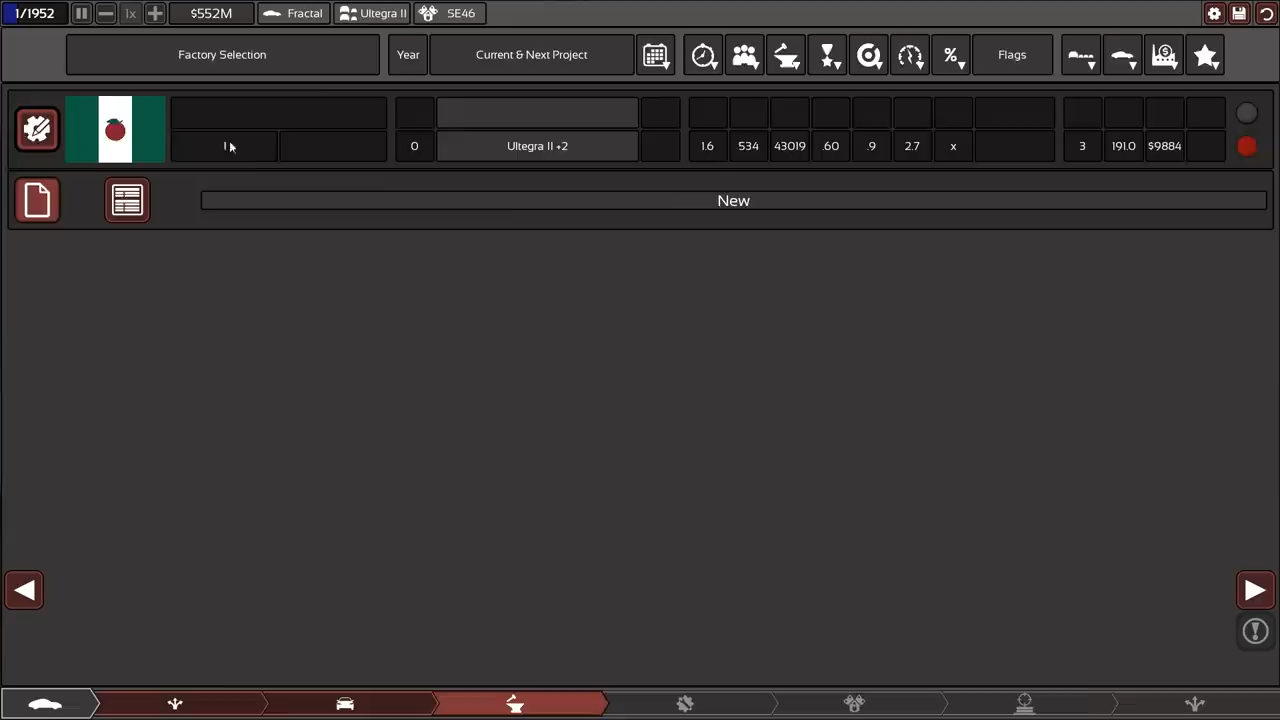 1/1952 1x $552M Fractal Ultegra II SE46
Factory Selection Year Current & Next Project % Flags
1 0 Ultegra II +2 1.6 534 43019 .60 .9 2.7 x 3 191.0 $9884
New